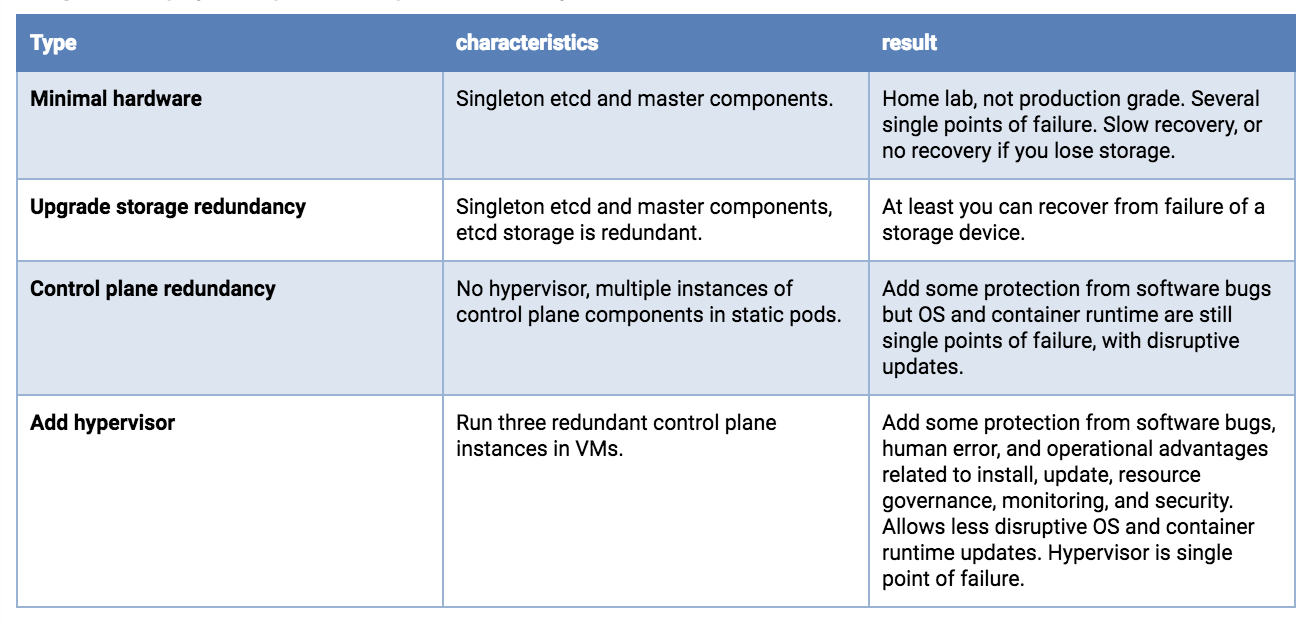 Type
characteristics
result
Minimal hardware
Singleton etcd and master components.
Home lab, not production grade. Several
single points of failure. Slow recovery, or
no recovery if you lose storage.
Upgrade storage redundancy
Singleton etcd and master components,
etcd storage is redundant.
At least you can recover from failure of a
storage device.
Control plane redundancy
No hypervisor, multiple instances of
control plane components in static pods.
Add some protection from software bugs
but OS and container runtime are still
single points of failure, with disruptive
updates.
Add hypervisor
Run three redundant control plane
instances in VMs.
Add some protection from software bugs,
human error, and operational advantages
related to install, update, resource
governance, monitoring, and security.
Allows less disruptive OS and container
runtime updates. Hypervisor is single
point of failure.